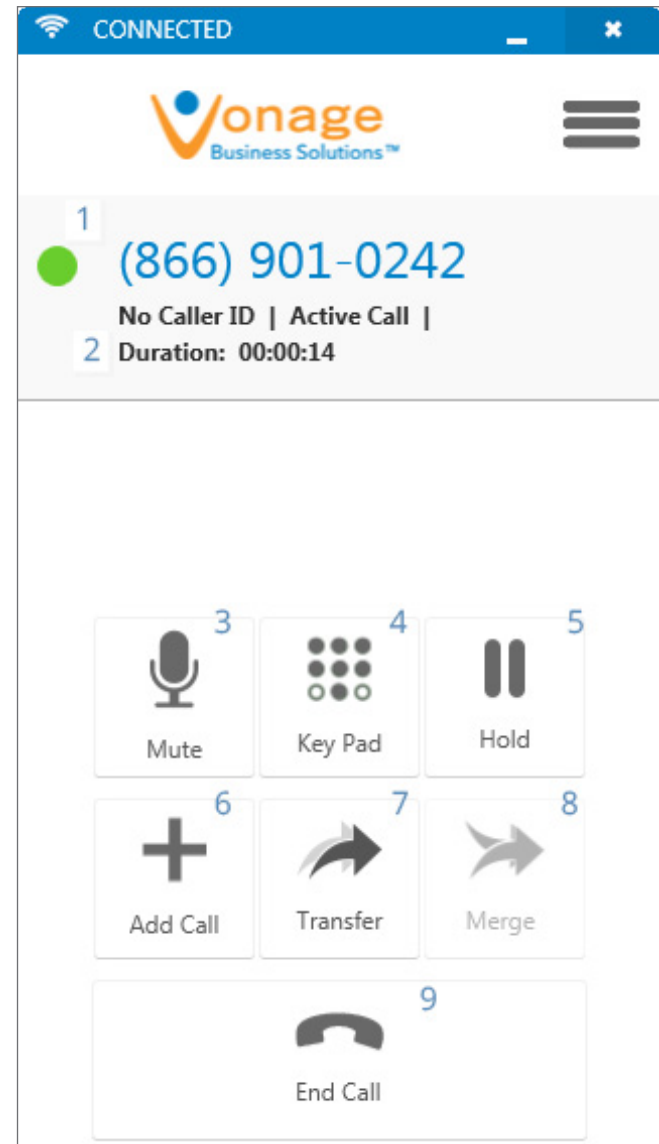 CONNECTED
Vonage
Business Solutions™
1
(866) 901-0242
No Caller ID | Active Call |
2 Duration: 00:00:14
3 4 5
Mute Key Pad Hold
6 7 8
Add Call Transfer Merge
9
End Call